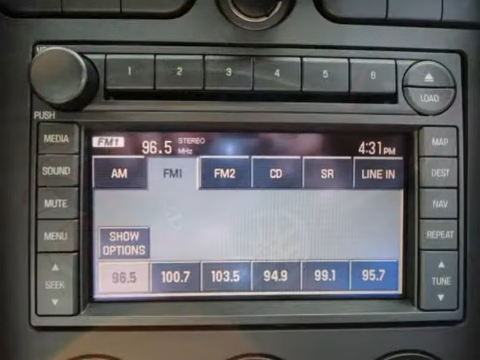 1 2 3 4 5 6
LOAD
PUSH
MEDIA
SOUND
MUTE
MENU
SEEK
FM1 96.5 STEREO MHz 4:31PM
AM FM1 FM2 CD SR LINE IN
SHOW OPTIONS
96.5 100.7 103.5 94.9 99.1 95.7
MAP
DEST
NAV
REPEAT
TUNE